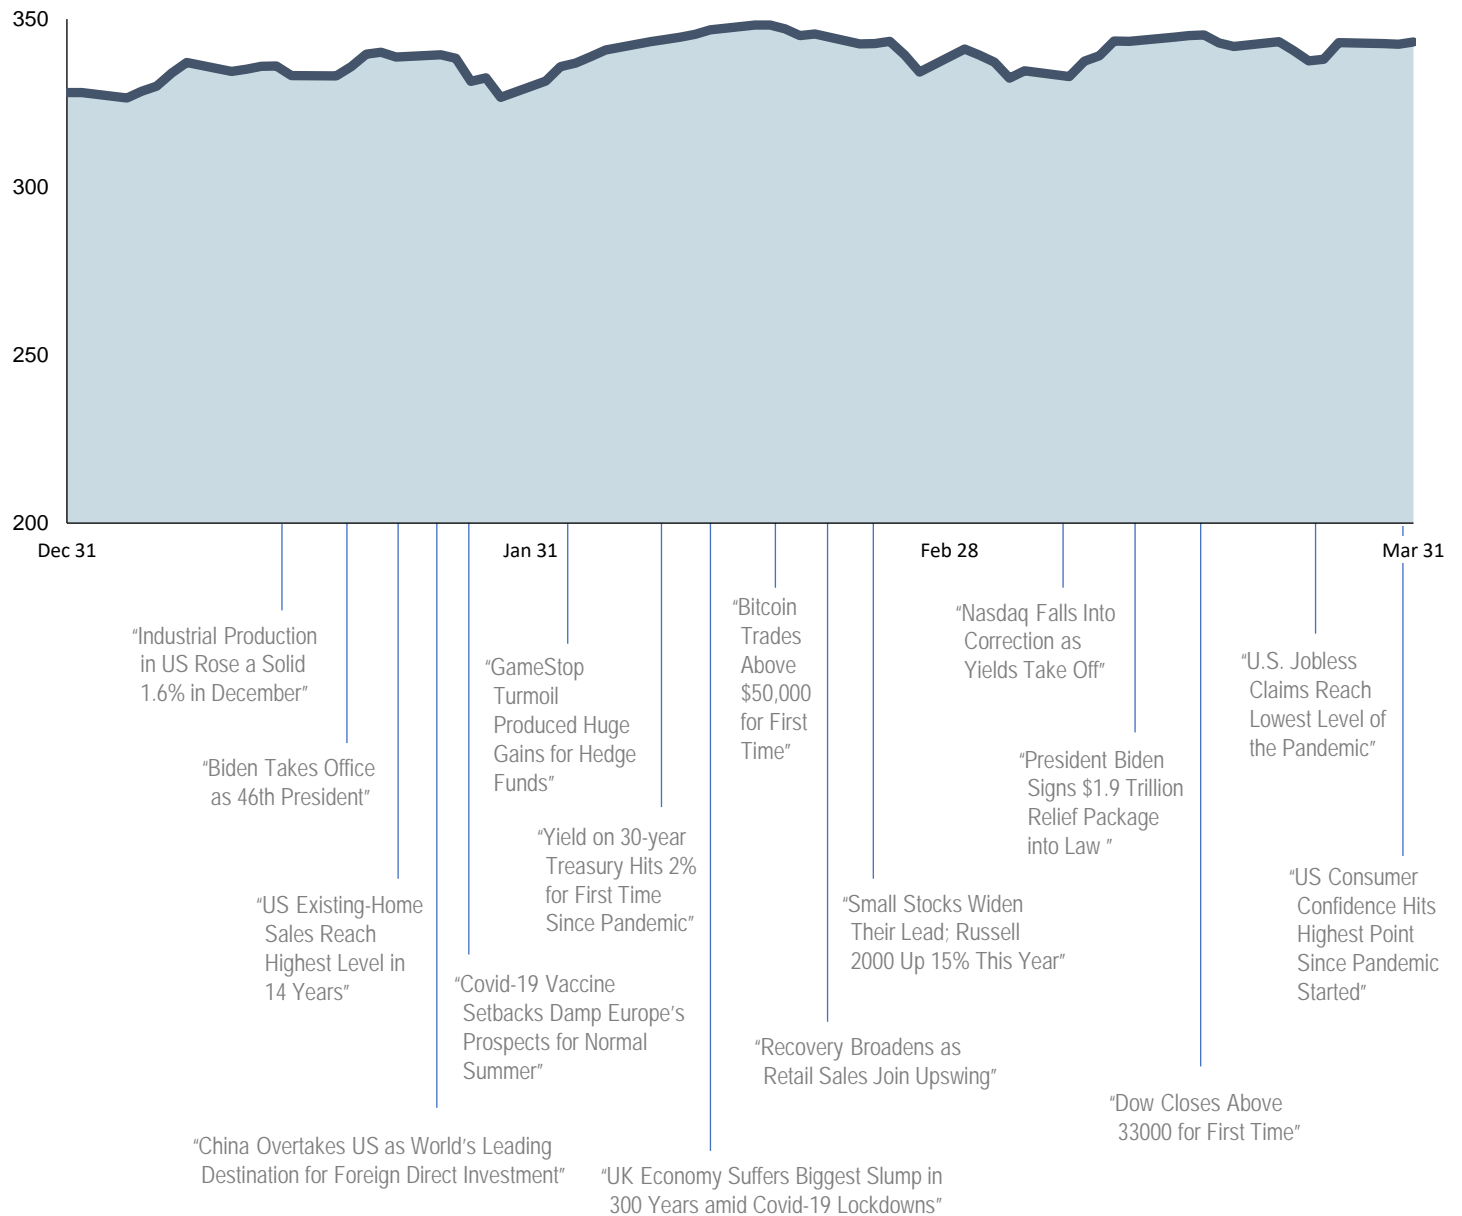 350
300
250
200
Dec 31
Jan 31
Feb 28
Mar 31
“Industrial Production
in US Rose a Solid
1.6% in December”
“Biden Takes Office
as 46th President”
“US Existing-Home
Sales Reach
Highest Level in
14 Years”
“China Overtakes US as World’s Leading
Destination for Foreign Direct Investment”
“Covid-19 Vaccine
Setbacks Damp Europe’s
Prospects for Normal
Summer”
“GameStop
Turmoil
Produced Huge
Gains for Hedge
Funds”
“Yield on 30-year
Treasury Hits 2%
for First Time
Since Pandemic”
“UK Economy Suffers Biggest Slump in
300 Years amid Covid-19 Lockdowns”
“Bitcoin
Trades
Above
$50,000
for First
Time”
“Recovery Broadens as
Retail Sales Join Upswing”
“Small Stocks Widen
Their Lead; Russell
2000 Up 15% This Year”
“Nasdaq Falls Into
Correction as
Yields Take Off”
“President Biden
Signs $1.9 Trillion
Relief Package
into Law ”
“Dow Closes Above
33000 for First Time”
“U.S. Jobless
Claims Reach
Lowest Level of
the Pandemic”
“US Consumer
Confidence Hits
Highest Point
Since Pandemic
Started”